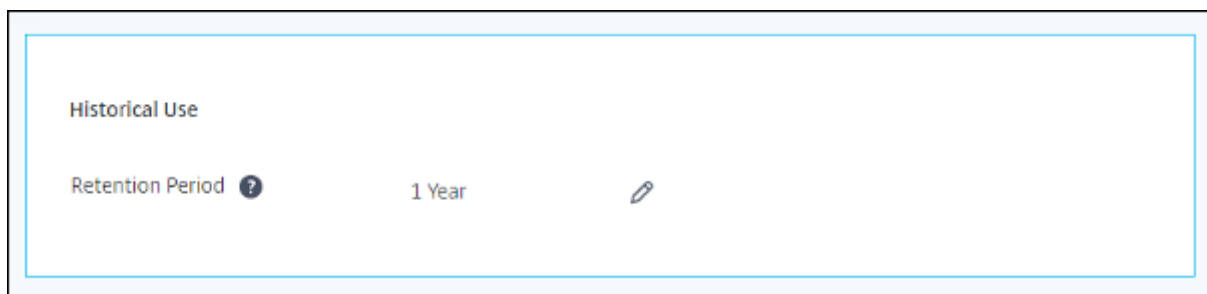 Historical Use
Retention Period ? 1 Year